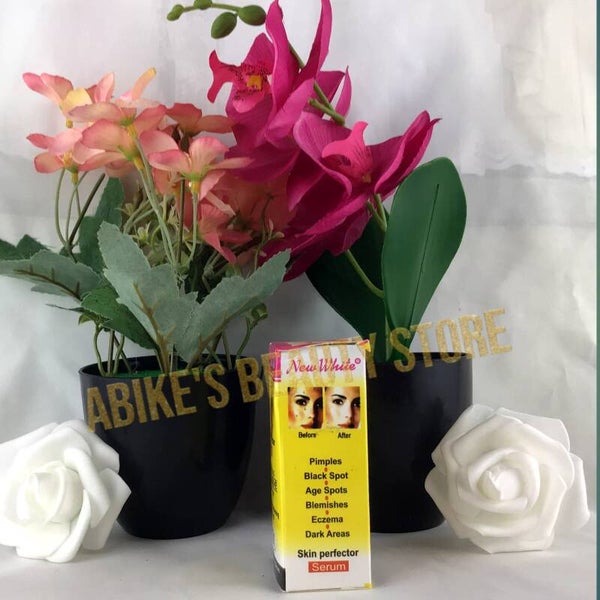 ABIKE'S BEAUTY STORE
New White®
Before After
Pimples
Black Spot
Age Spots
Blemishes
Eczema
Dark Areas
Skin perfector
Serum